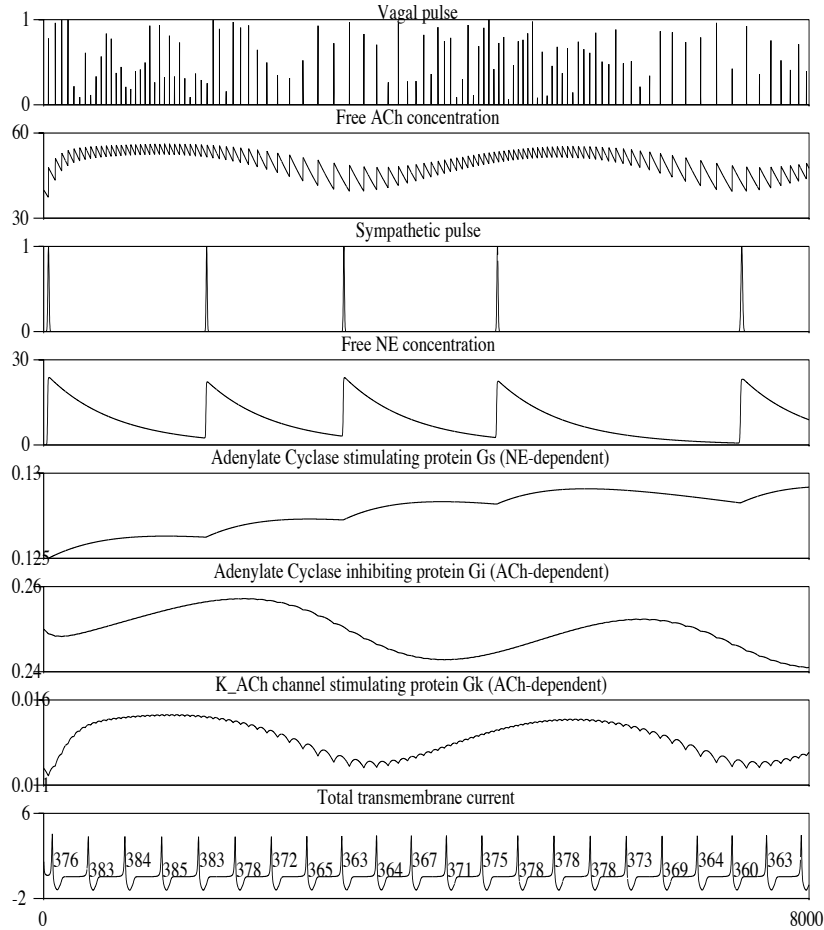 Vagal pulse
1
0
Free ACh concentration
60
30
Sympathetic pulse
1
0
Free NE concentration
30
0
Adenylate Cyclase stimulating protein Gs (NE-dependent)
0.13
0.125
Adenylate Cyclase inhibiting protein Gi (ACh-dependent)
0.26
0.24
K_ACh channel stimulating protein Gk (ACh-dependent)
0.016
0.011
Total transmembrane current
6
376 383 384 385 383 378 372 365 363 364 367 371 375 378 378 378 373 369 364 360 363
-2
0 8000